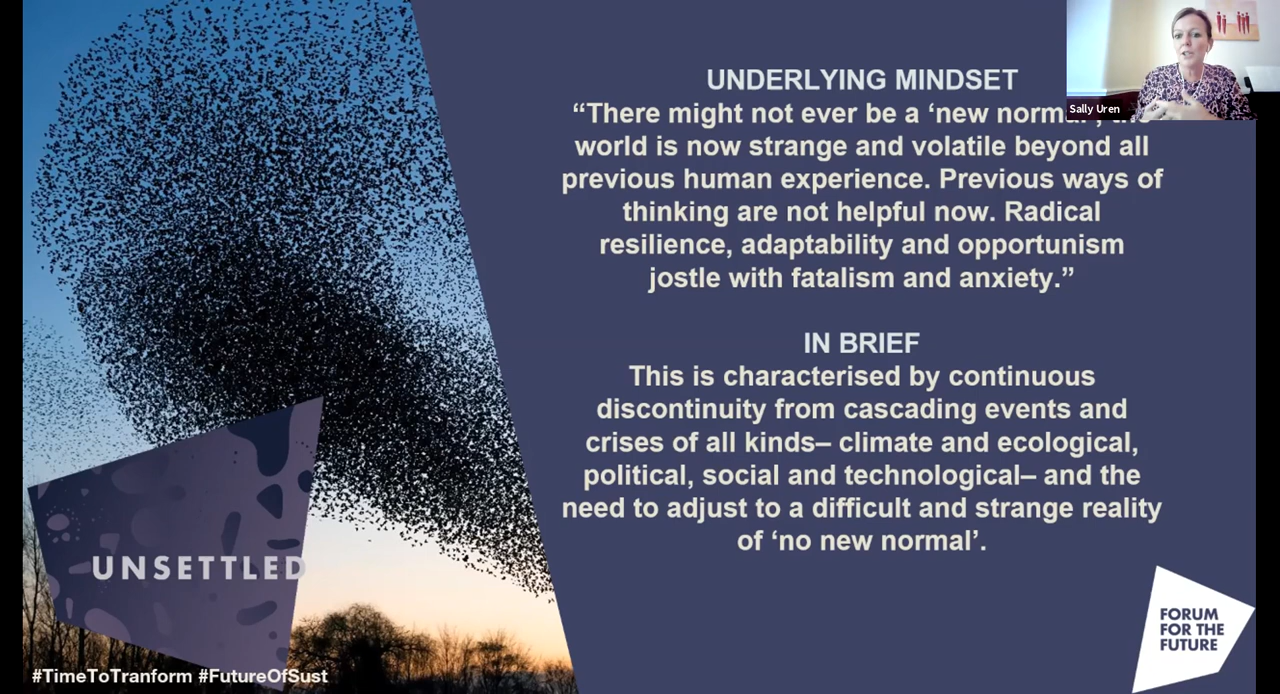 UNDERLYING MINDSET
“There might not ever be a ‘new
world is now strange and volatile beyond all
previous human experience. Previous ways of
thinking are not helpful now. Radical
resilience, adaptability and opportunism
jostle with fatalism and anxiety.”
IN BRIEF
This is characterised by continuous
discontinuity from cascading events and
crises of all kinds– climate and ecological,
political, social and technological– and the
need to adjust to a difficult and strange reality
of ‘no new normal’.
Sally Uren
UNSETTLED
#TimeToTranform #FutureOfSust
FORUM
FOR THE
FUTURE